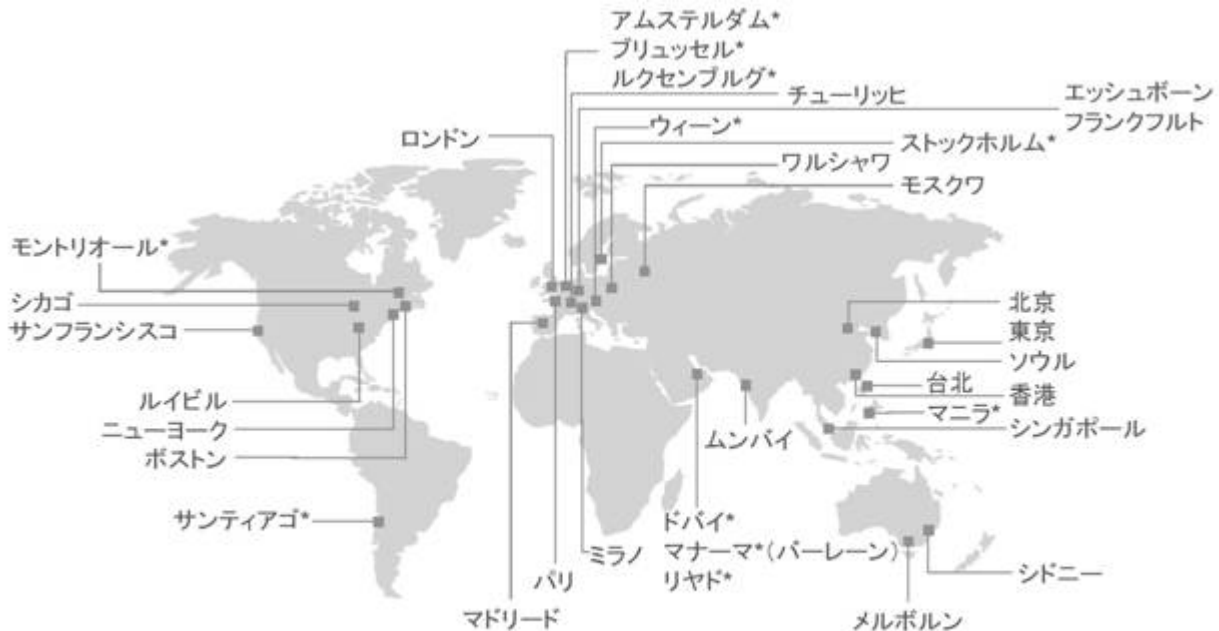 アムステルダム*
ブリュッセル*
ルクセンブルグ*
チューリッヒ
エッシュボーン
フランクフルト
ロンドン
ウィーン*
ストックホルム*
ワルシャワ
モスクワ
モントリオール*
シカゴ
サンフランシスコ
北京
東京
ソウル
台北
香港
マニラ*
シンガポール
ルイビル
ニューヨーク
ボストン
ムンバイ
サンティアゴ*
ドバイ*
マナーマ*(バーレーン)
リヤド*
ミラノ
パリ
マドリード
シドニー
メルボルン